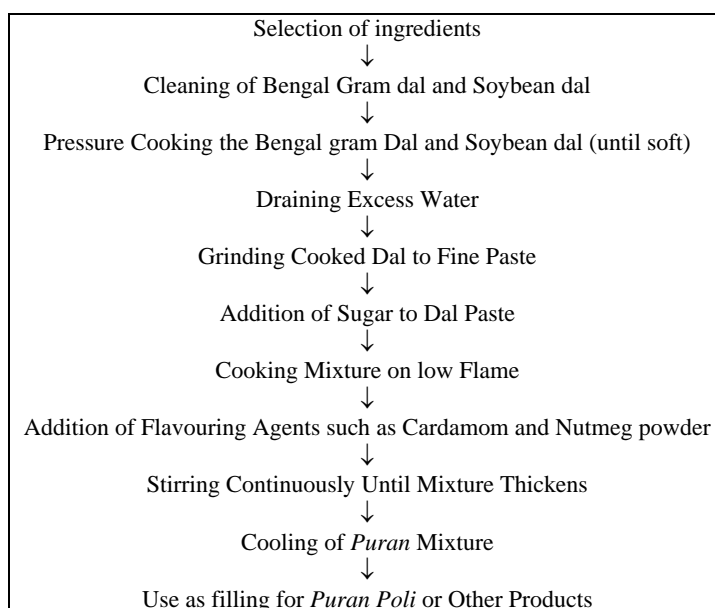 Selection of ingredients
↓
Cleaning of Bengal Gram dal and Soybean dal
↓
Pressure Cooking the Bengal gram Dal and Soybean dal (until soft)
↓
Draining Excess Water
↓
Grinding Cooked Dal to Fine Paste
↓
Addition of Sugar to Dal Paste
↓
Cooking Mixture on low Flame
↓
Addition of Flavouring Agents such as Cardamom and Nutmeg powder
↓
Stirring Continuously Until Mixture Thickens
↓
Cooling of Puran Mixture
↓
Use as filling for Puran Poli or Other Products